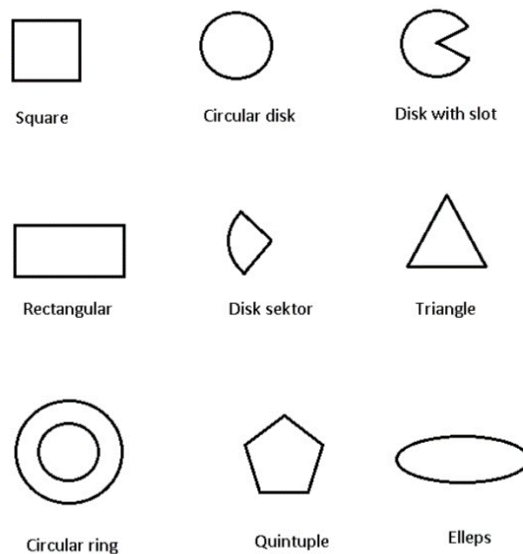 Square
Circular disk
Disk with slot
Rectangular
Disk sektor
Triangle
Circular ring
Quintuple
Elleps